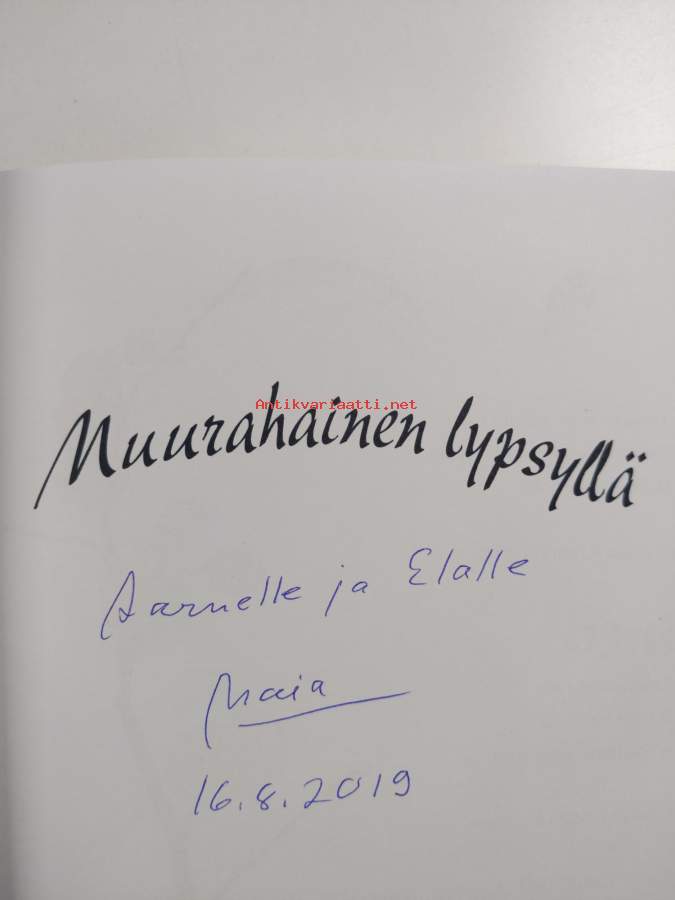 Antikvariaatti.net
Muurahainen lypsyllä
Aarnelle ja Elalle
Maia
16.8.2019